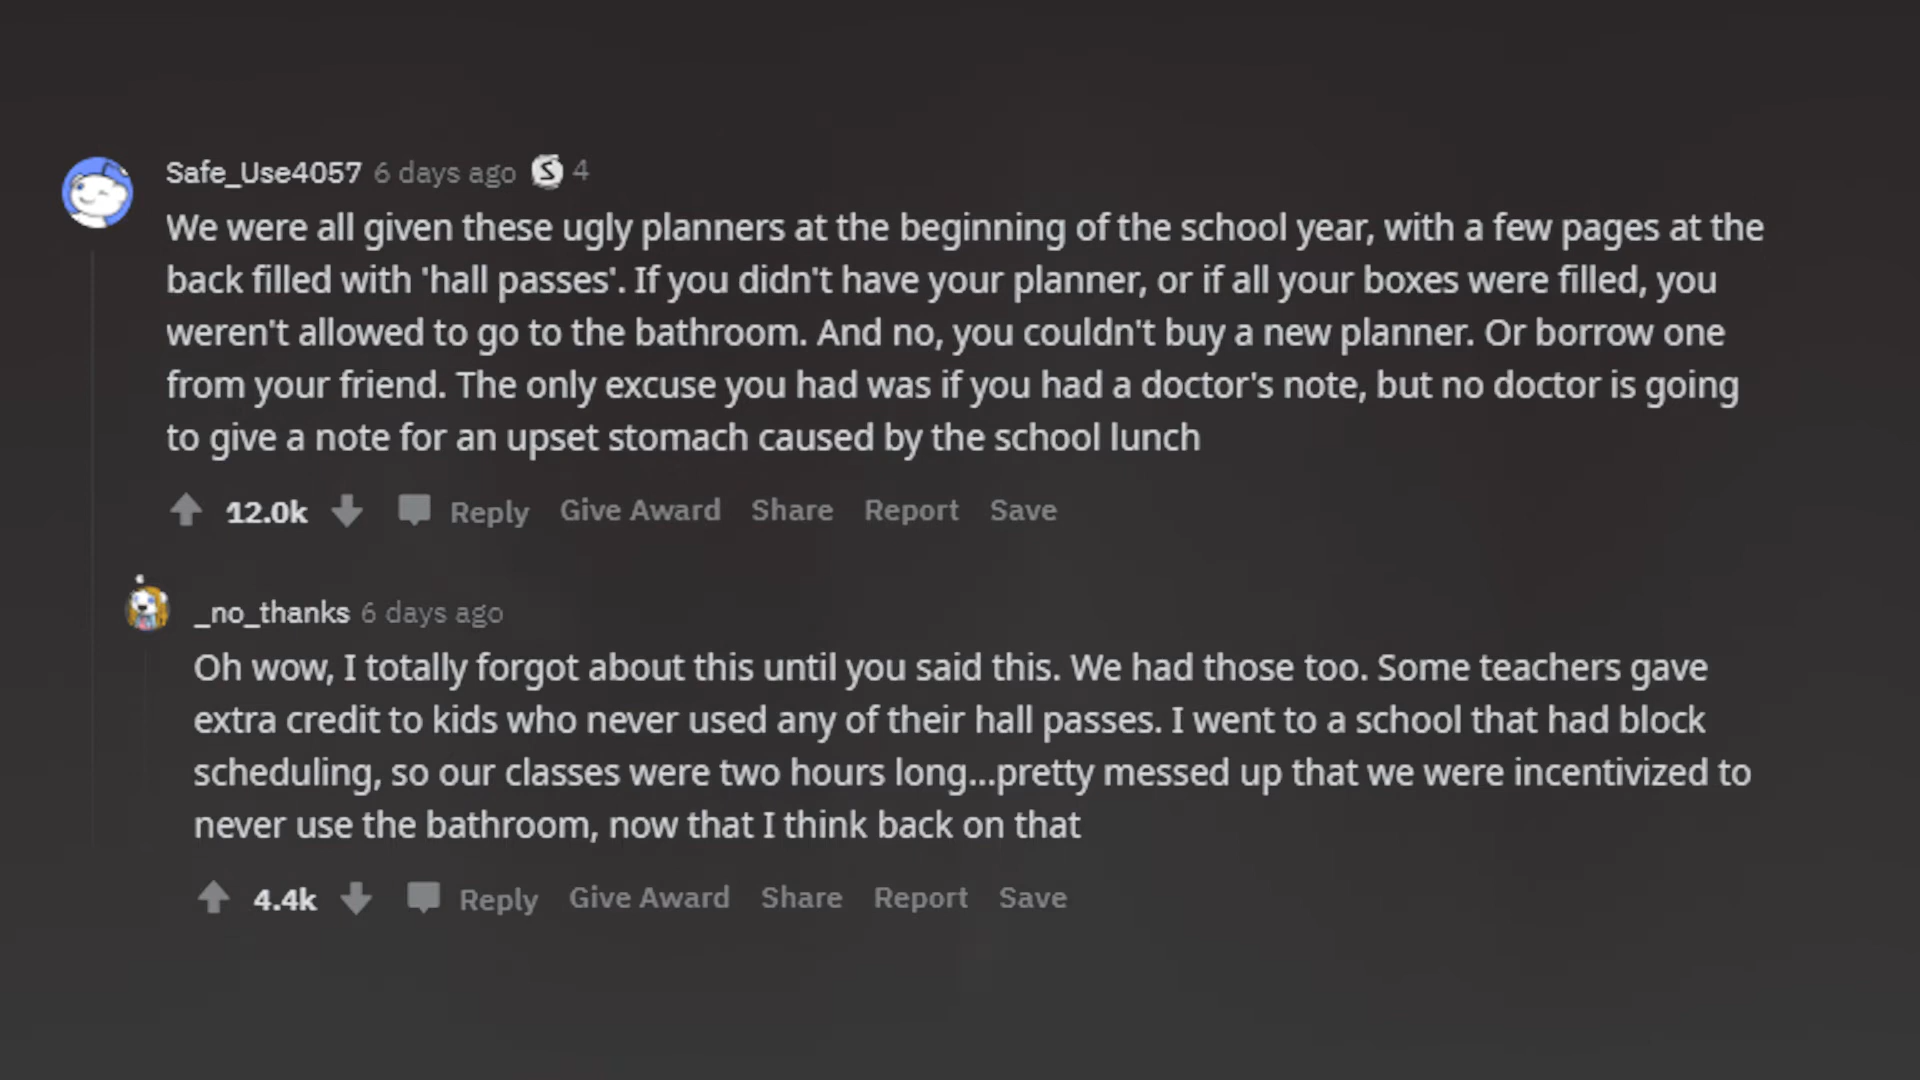 Safe_Use4057 6 days ago S 4
We were all given these ugly planners at the beginning of the school year, with a few pages at the
back filled with 'hall passes'. If you didn't have your planner, or if all your boxes were filled, you
weren't allowed to go to the bathroom. And no, you couldn't buy a new planner. Or borrow one
from your friend. The only excuse you had was if you had a doctor's note, but no doctor is going
to give a note for an upset stomach caused by the school lunch
12.0k Reply Give Award Share Report Save
_no_thanks 6 days ago
Oh wow, I totally forgot about this until you said this. We had those too. Some teachers gave
extra credit to kids who never used any of their hall passes. I went to a school that had block
scheduling, so our classes were two hours long...pretty messed up that we were incentivized to
never use the bathroom, now that I think back on that
4.4k Reply Give Award Share Report Save